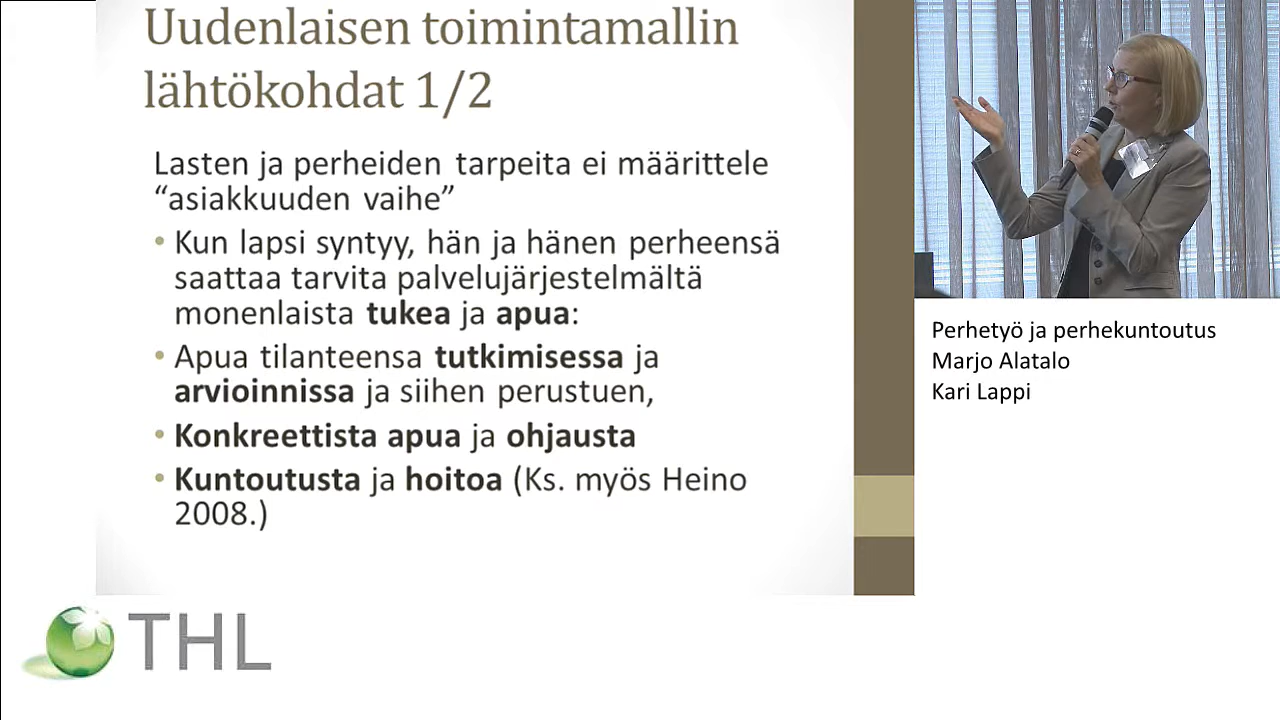 Uudenlaisen toimintamallin
lähtökohdat 1/2
Lasten ja perheiden tarpeita ei määrittele
“asiakkuuden vaihe”
• Kun lapsi syntyy, hän ja hänen perheensä
saattaa tarvita palvelujärjestelmältä
monenlaista tukea ja apua:
• Apua tilanteensa tutkimisessa ja
arvioinnissa ja siihen perustuen,
• Konkreettista apua ja ohjausta
• Kuntoutusta ja hoitoa (Ks. myös Heino
2008.)
Perhetyö ja perhekuntoutus
Marjo Alatalo
Kari Lappi
THL